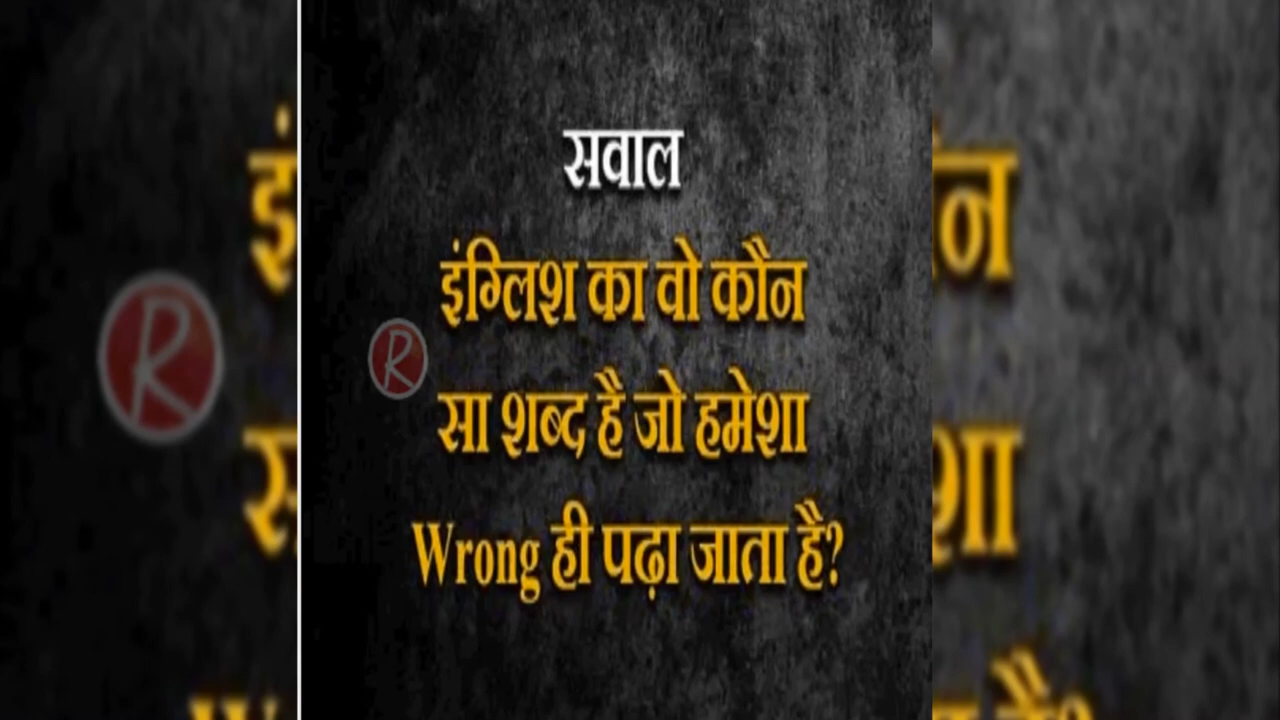 सवाल
इंग्लिश का वो कौन
सा शब्द है जो हमेशा
Wrong ही पढ़ा जाता है?
R